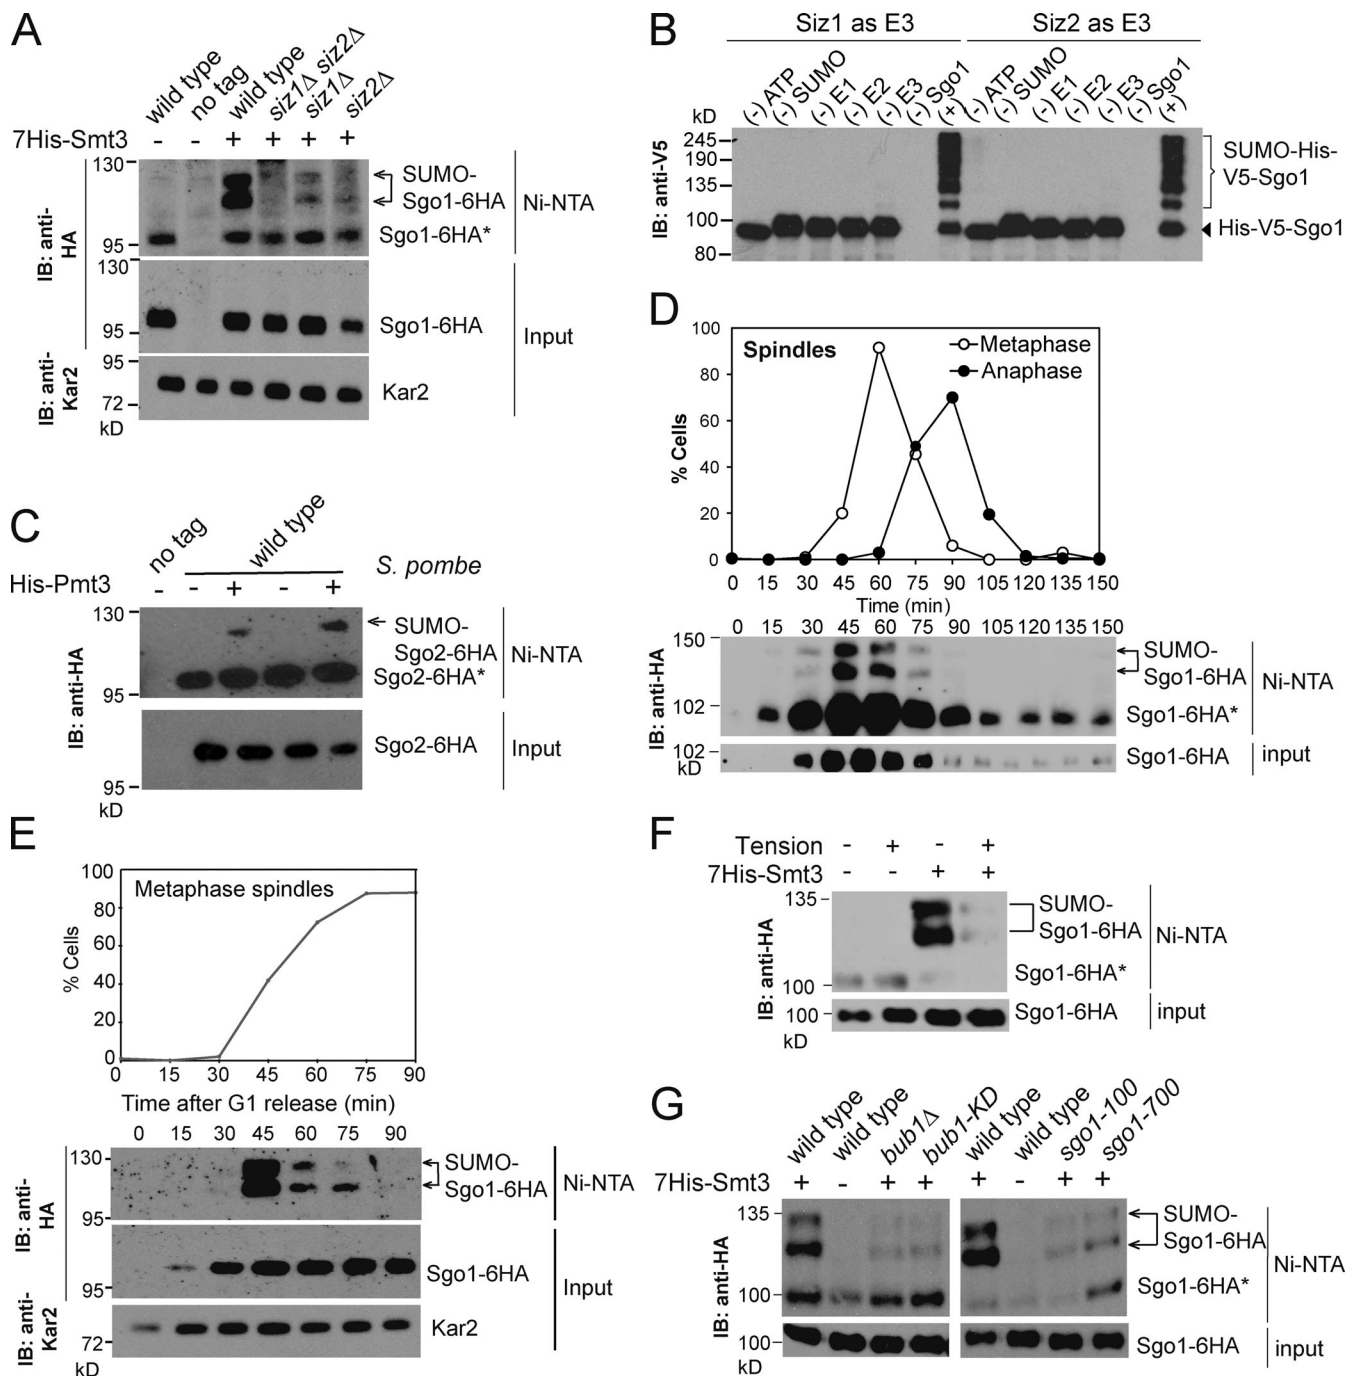 A
wild type
no tag
wild type
siz1Δ siz2Δ
siz1Δ
siz2Δ
7His-Smt3 - - + + + +
130
95
SUMO-
Sgo1-6HA
Sgo1-6HA*
Ni-NTA
IB: anti-
HA
130
95
Sgo1-6HA
Input
IB: anti-
Kar2
95
72
kD
Kar2
B
Siz1 as E3 Siz2 as E3
(-) ATP
(-) SUMO
(-) E1
(-) E2
(-) E3
(-) Sgo1
(+)
(-) ATP
(-) SUMO
(-) E1
(-) E2
(-) E3
(-) Sgo1
(+)
kD
245
190
135
100
80
IB: anti-V5
SUMO-His-
V5-Sgo1
His-V5-Sgo1
C
no tag
wild type
S. pombe
His-Pmt3 - - + - +
130
95
SUMO-
Sgo2-6HA
Sgo2-6HA*
Ni-NTA
IB: anti-HA
Sgo2-6HA
Input
95
kD
D
Spindles
Metaphase
Anaphase
% Cells
100
80
60
40
20
0
0 15 30 45 60 75 90 105 120 135 150
Time (min)
0 15 30 45 60 75 90 105 120 135 150
150
102
SUMO-
Sgo1-6HA
Sgo1-6HA*
Ni-NTA
IB: anti-HA
102
kD
Sgo1-6HA
input
E
Metaphase spindles
% Cells
100
80
60
40
20
0
0 15 30 45 60 75 90
Time after G1 release (min)
0 15 30 45 60 75 90
130
95
SUMO-
Sgo1-6HA
Ni-NTA
IB: anti-
HA
95
Sgo1-6HA
Input
IB: anti-
Kar2
72
kD
Kar2
F
Tension - + - +
7His-Smt3 - - + +
135
100
SUMO-
Sgo1-6HA
Sgo1-6HA*
Ni-NTA
IB: anti-HA
100
kD
Sgo1-6HA
input
G
wild type
wild type
bub1Δ
bub1-KD
wild type
wild type
sgo1-100
sgo1-700
7His-Smt3 + - + + + - + +
135
100
SUMO-
Sgo1-6HA
Sgo1-6HA*
Ni-NTA
IB: anti-HA
100
kD
Sgo1-6HA
input